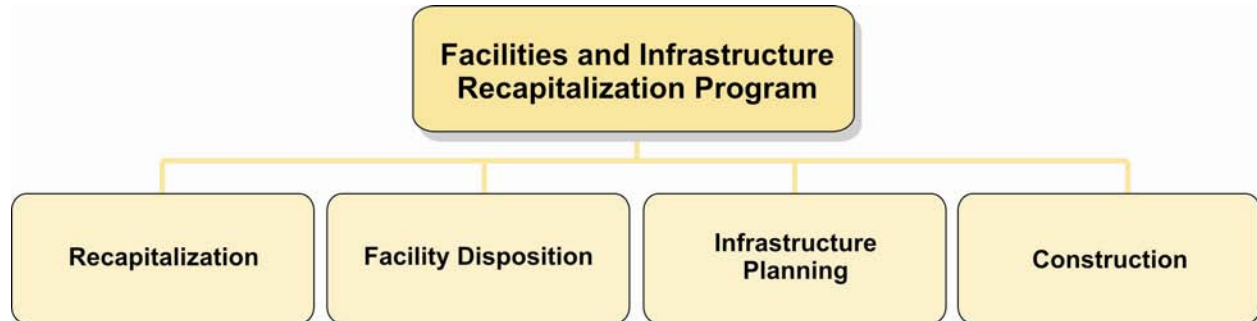 Facilities and Infrastructure
Recapitalization Program
Recapitalization
Facility Disposition
Infrastructure
Planning
Construction